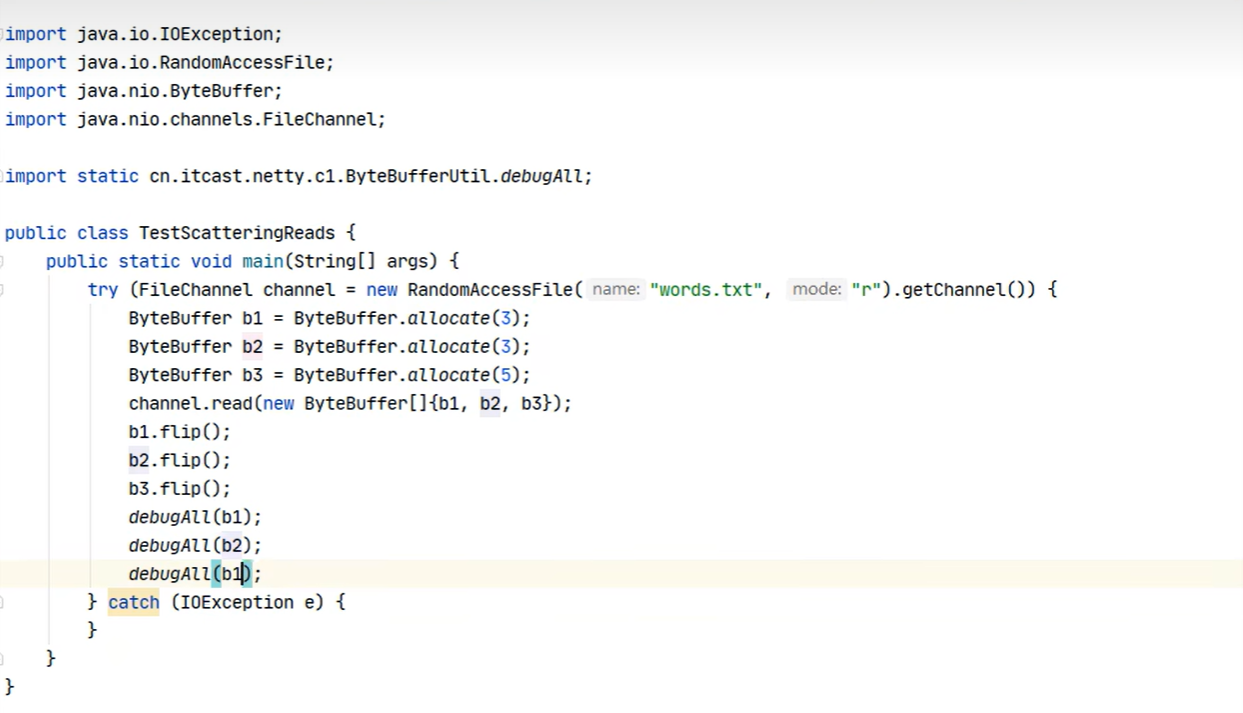 import java.io.IOException;
import java.io.RandomAccessFile;
import java.nio.ByteBuffer;
import java.nio.channels.FileChannel;

import static cn.itcast.netty.c1.ByteBufferUtil.debugAll;

public class TestScatteringReads {
    public static void main(String[] args) {
        try (FileChannel channel = new RandomAccessFile( name: "words.txt", mode: "r").getChannel()) {
            ByteBuffer b1 = ByteBuffer.allocate(3);
            ByteBuffer b2 = ByteBuffer.allocate(3);
            ByteBuffer b3 = ByteBuffer.allocate(5);
            channel.read(new ByteBuffer[]{b1, b2, b3});
            b1.flip();
            b2.flip();
            b3.flip();
            debugAll(b1);
            debugAll(b2);
            debugAll(b1);
        } catch (IOException e) {
        }
    }
}